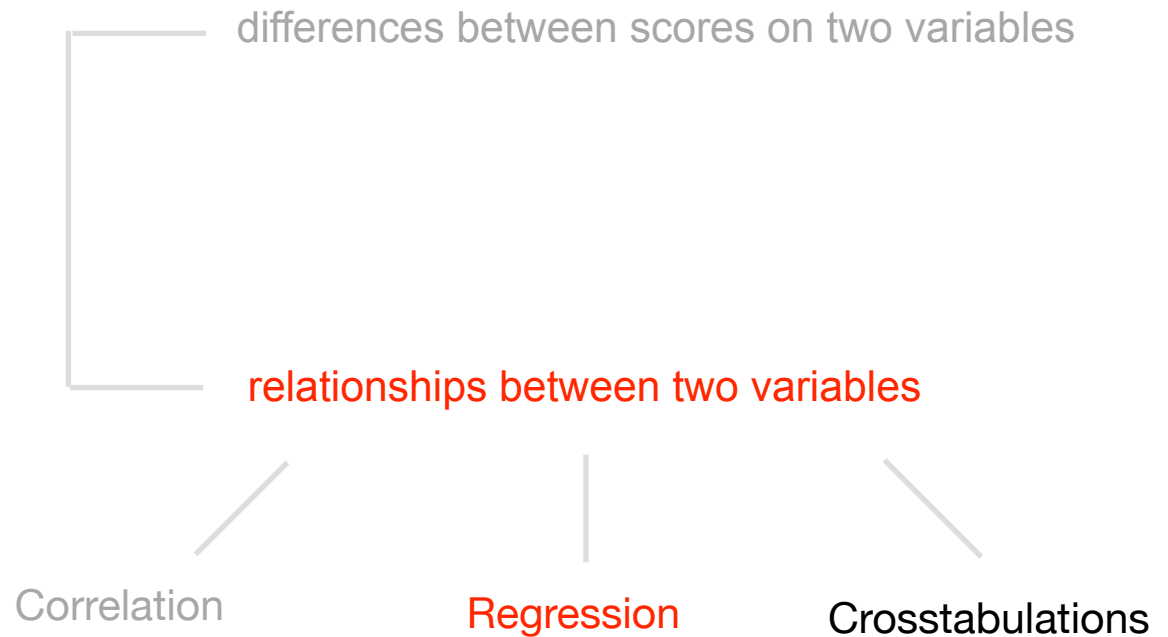 differences between scores on two variables
relationships between two variables
Correlation
Regression
Crosstabulations